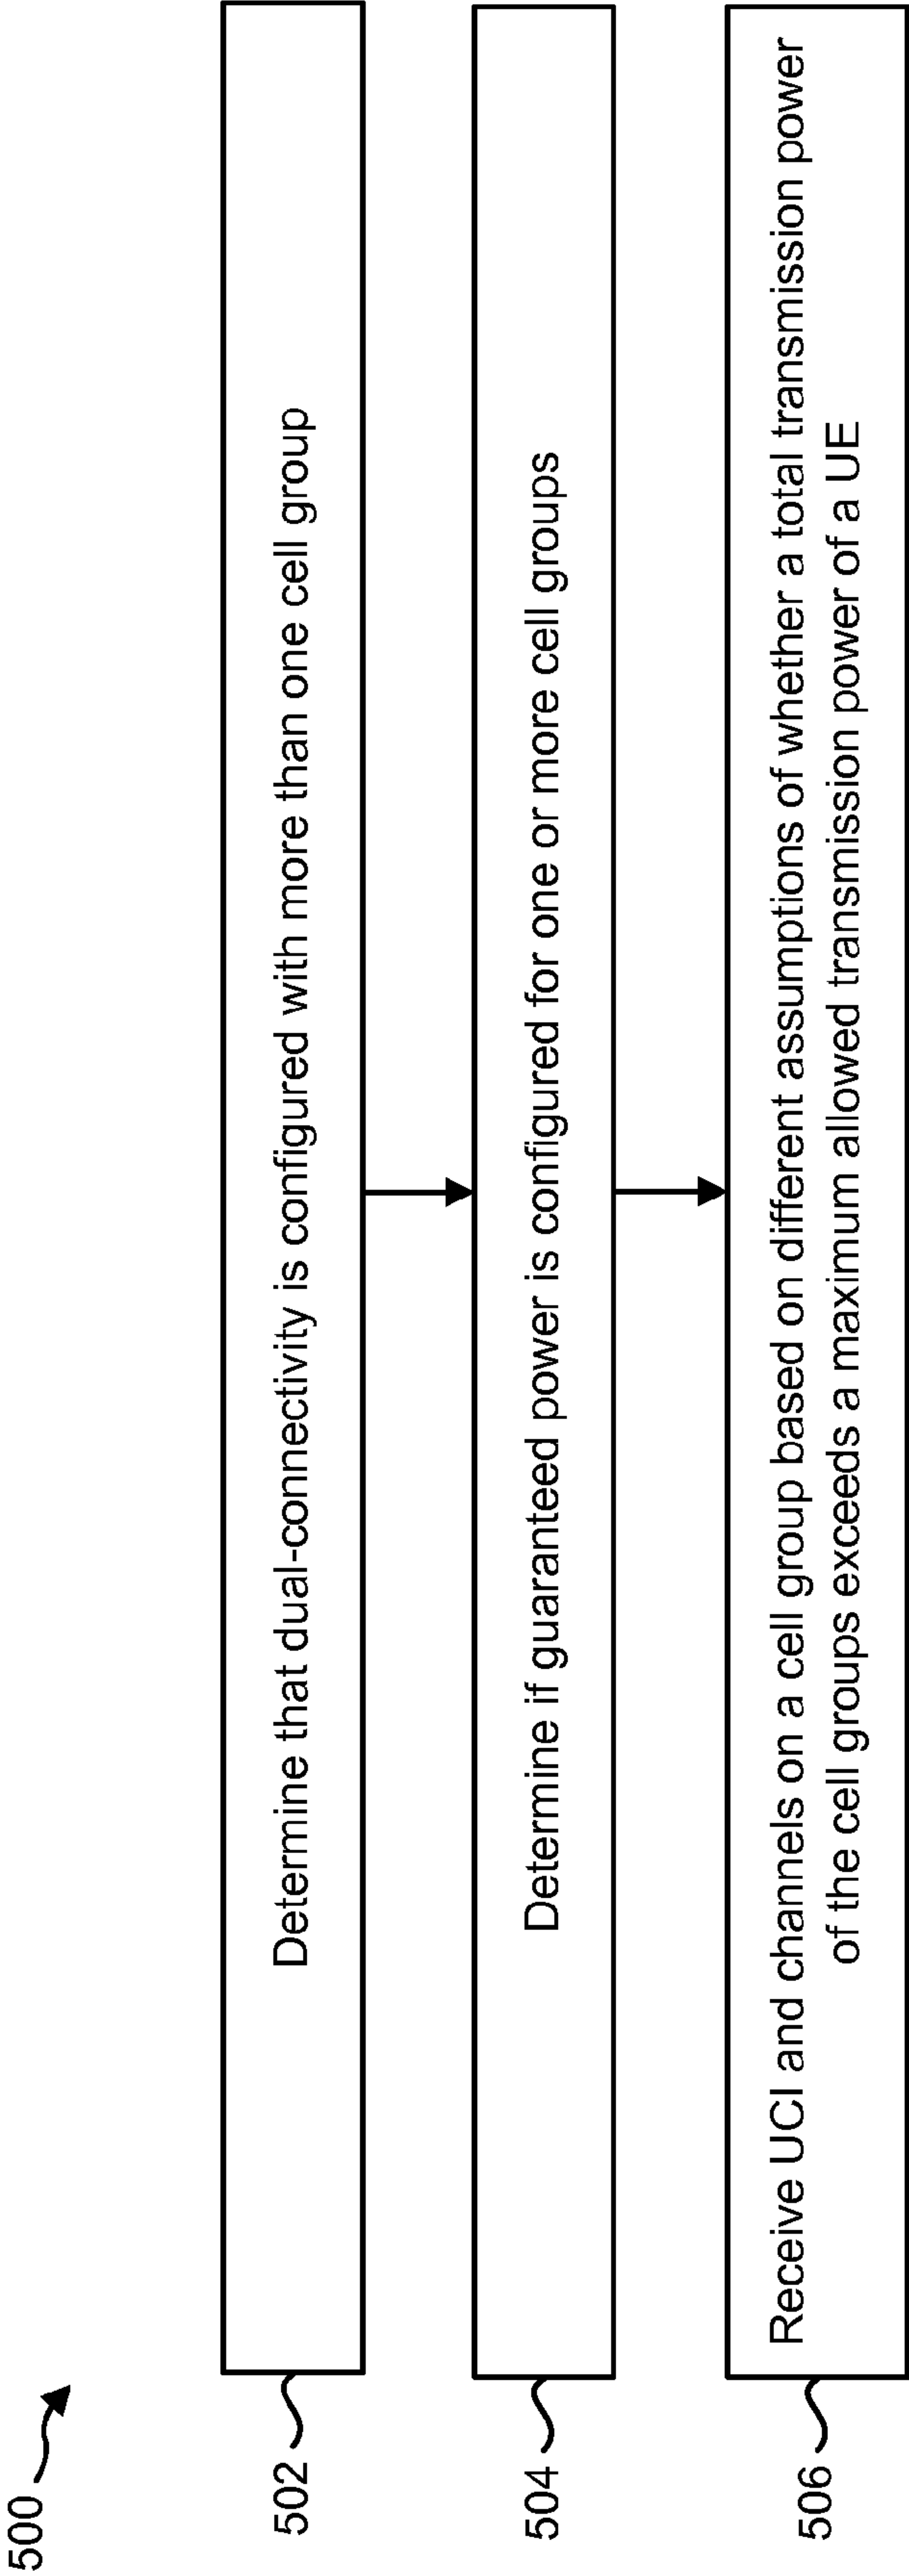 500
502
Determine that dual-connectivity is configured with more than one cell group
504
Determine if guaranteed power is configured for one or more cell groups
506
Receive UCI and channels on a cell group based on different assumptions of whether a total transmission power
of the cell groups exceeds a maximum allowed transmission power of a UE